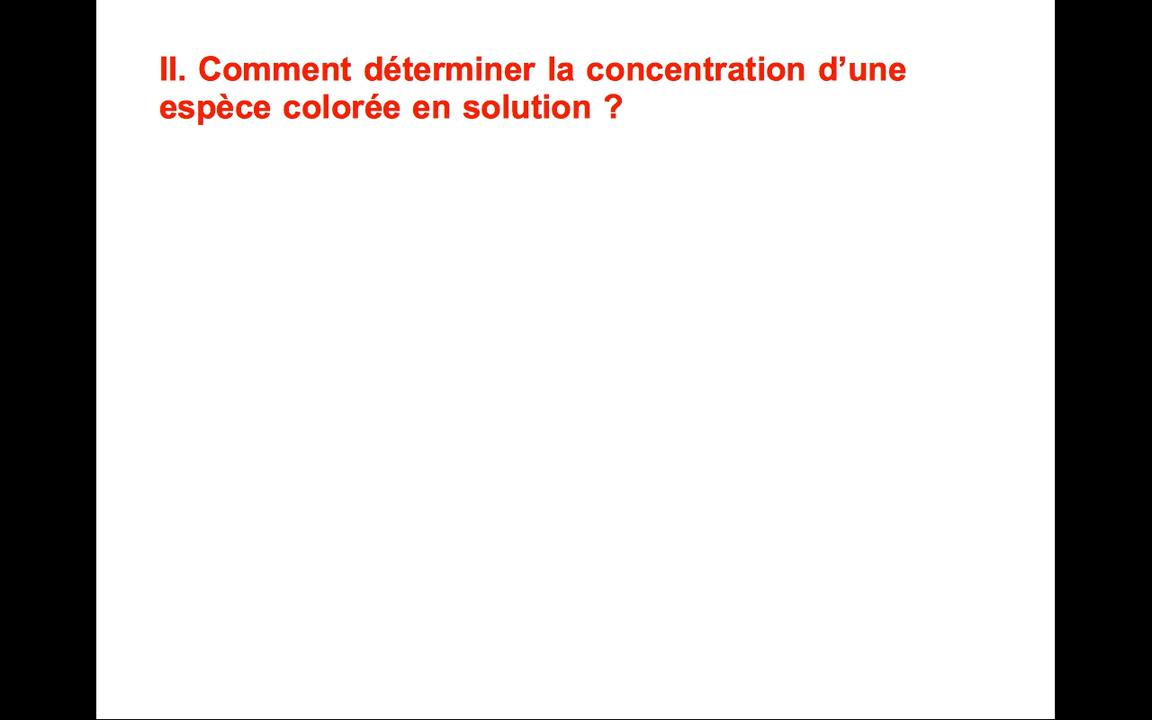 II. Comment déterminer la concentration d’une
espèce colorée en solution ?